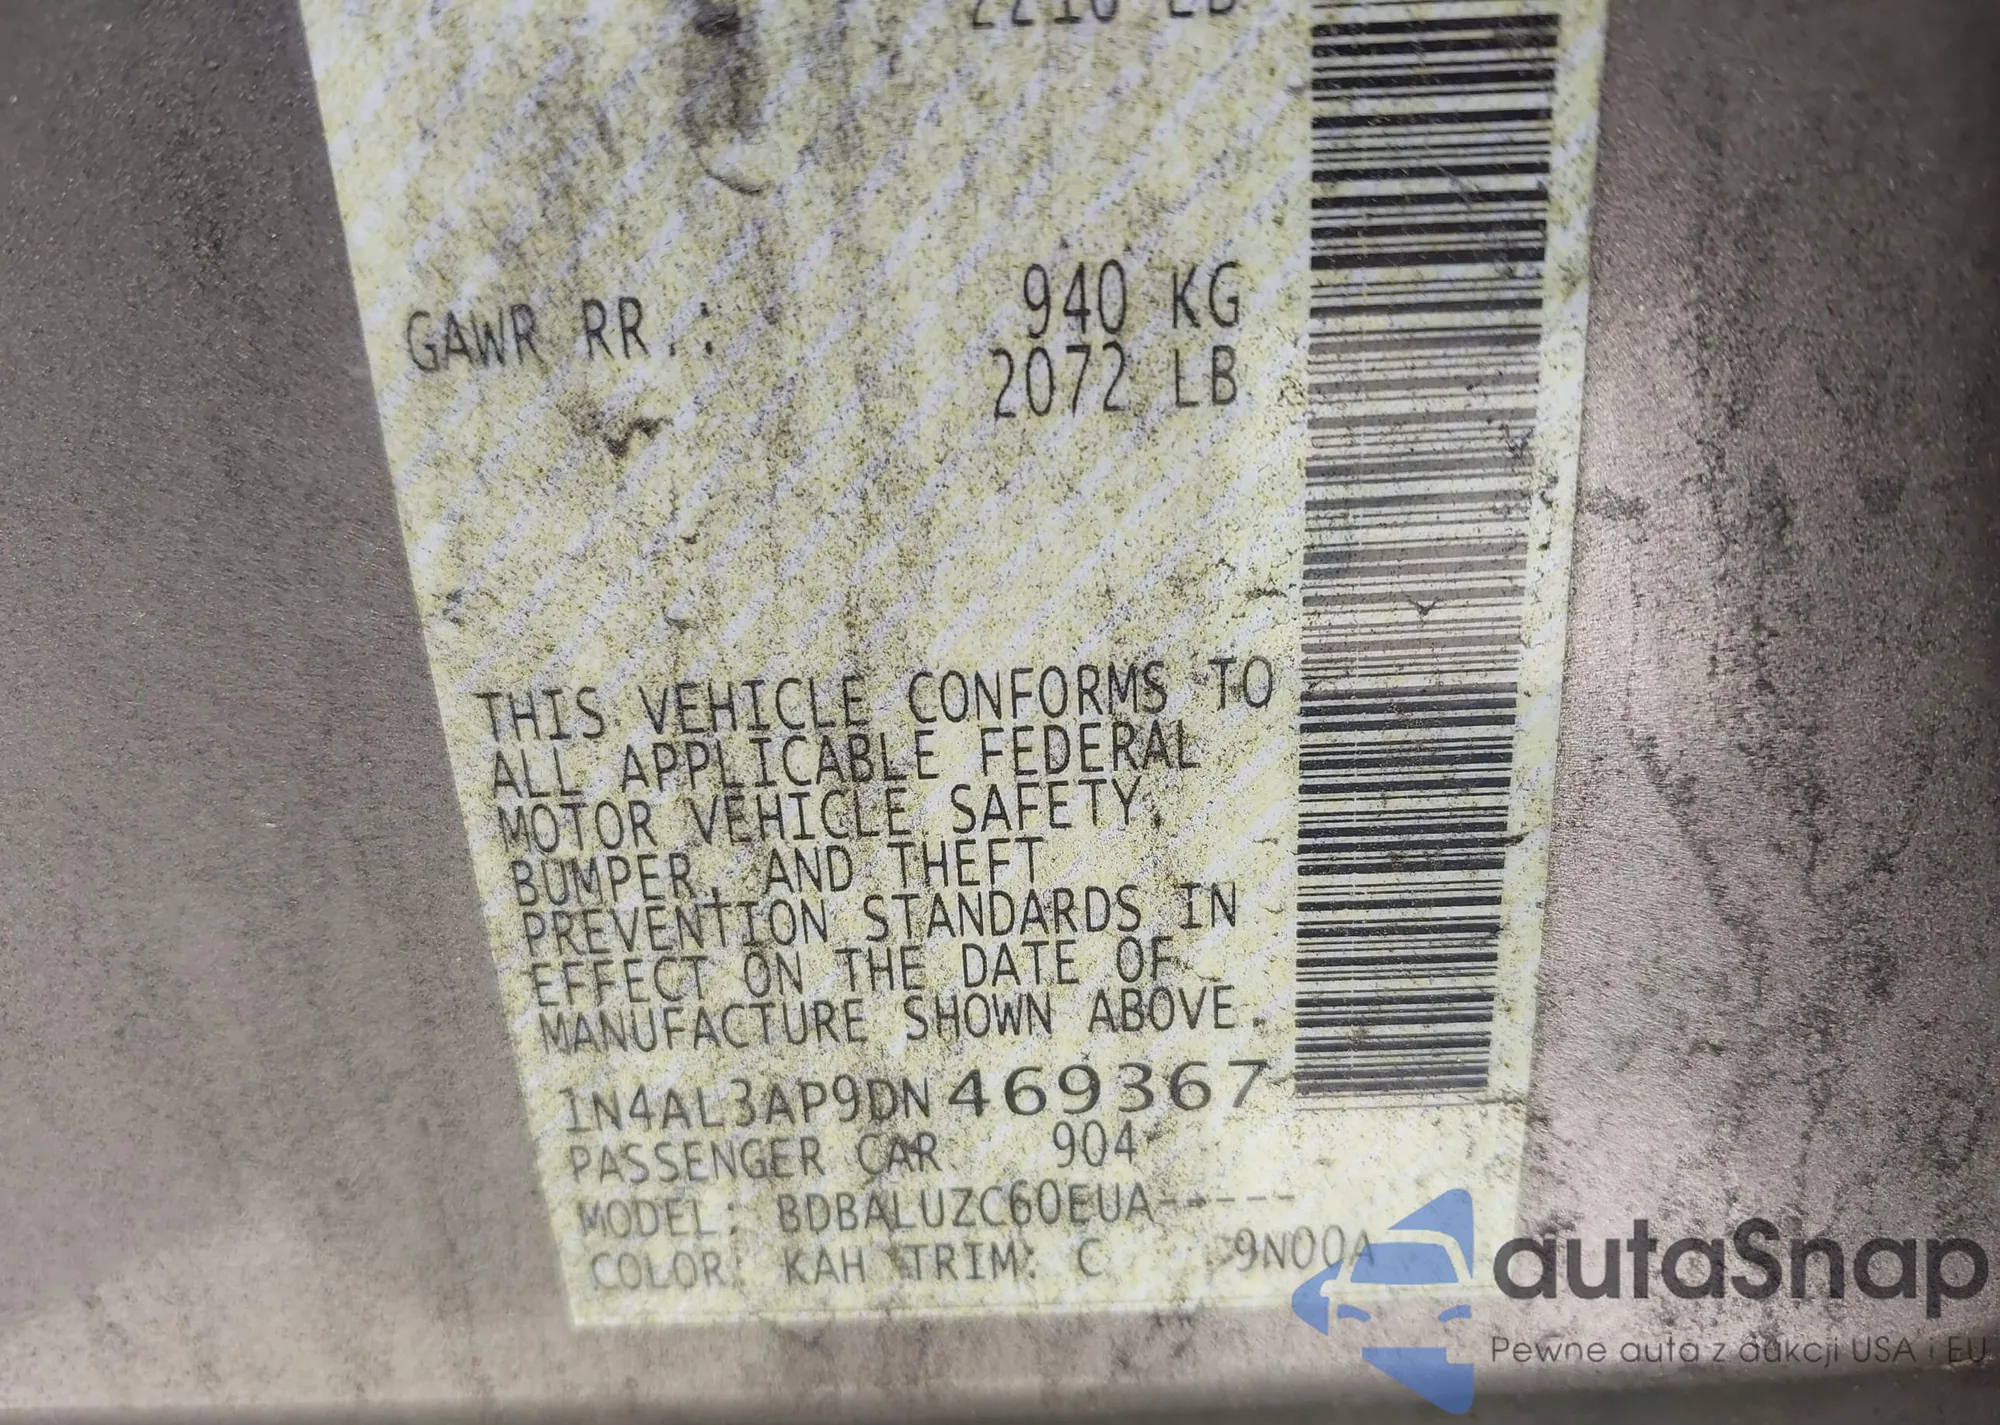 2210 LB
GAWR RR.: 940 KG
2072 LB
THIS VEHICLE CONFORMS TO
ALL APPLICABLE FEDERAL
MOTOR VEHICLE SAFETY,
BUMPER, AND THEFT
PREVENTION STANDARDS IN
EFFECT ON THE DATE OF
MANUFACTURE SHOWN ABOVE.
1N4AL3AP9DN469367
PASSENGER CAR 904
MODEL: BDBALUZC60EUA-----
COLOR: KAH TRIM: C 9N00A
autaSnap
Pewne auta z aukcji USA i EU